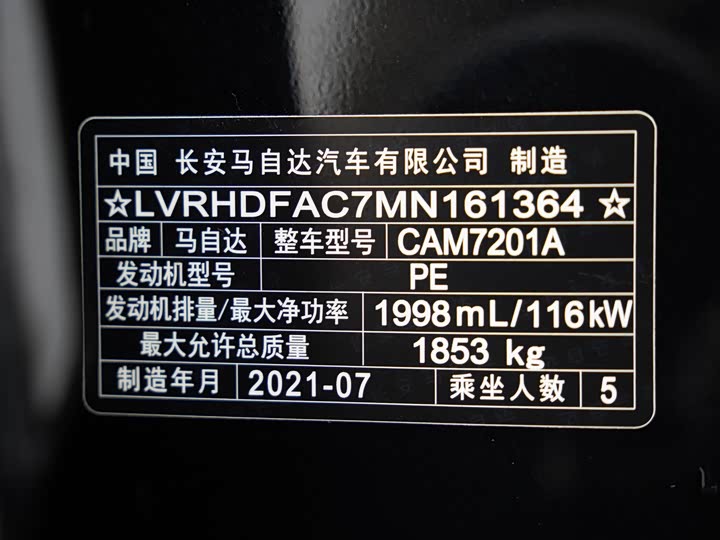 中国 长安马自达汽车有限公司 制造
☆LVRHDFAC7MN161364☆
品牌 马自达 整车型号 CAM7201A
发动机型号 PE
发动机排量/最大净功率 1998mL/116kW
最大允许总质量 1853 kg
制造年月 2021-07 乘坐人数 5